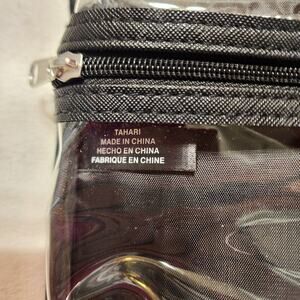 TAHARI
MADE IN CHINA
HECHO EN CHINA
FABRIQUE EN CHINE